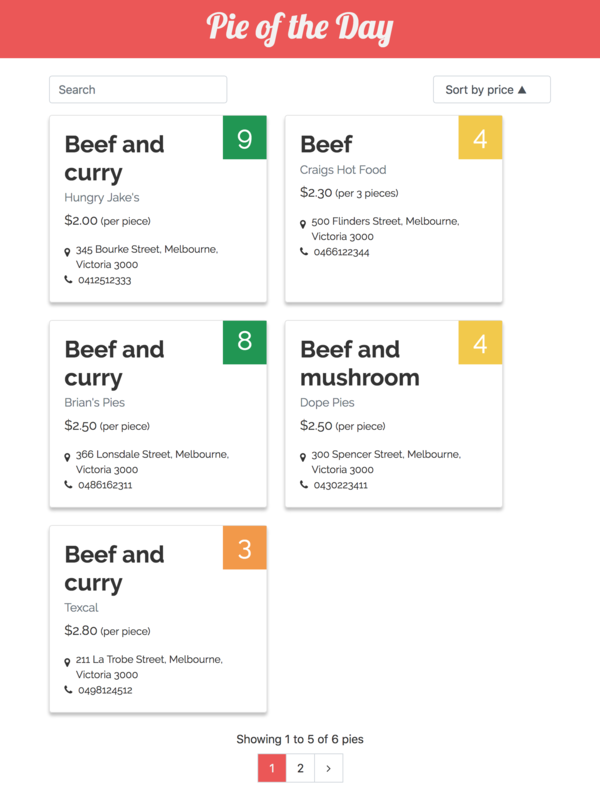 Pie of the Day
Search
Sort by price ▲
Beef and
curry
9
Hungry Jake's
$2.00 (per piece)
345 Bourke Street, Melbourne,
Victoria 3000
0412512333
Beef
4
Craigs Hot Food
$2.30 (per 3 pieces)
500 Flinders Street, Melbourne,
Victoria 3000
0466122344
Beef and
curry
8
Brian's Pies
$2.50 (per piece)
366 Lonsdale Street, Melbourne,
Victoria 3000
0486162311
Beef and
mushroom
4
Dope Pies
$2.50 (per piece)
300 Spencer Street, Melbourne,
Victoria 3000
0430223411
Beef and
curry
3
Texcal
$2.80 (per piece)
211 La Trobe Street, Melbourne,
Victoria 3000
0498124512
Showing 1 to 5 of 6 pies
1 2 ›